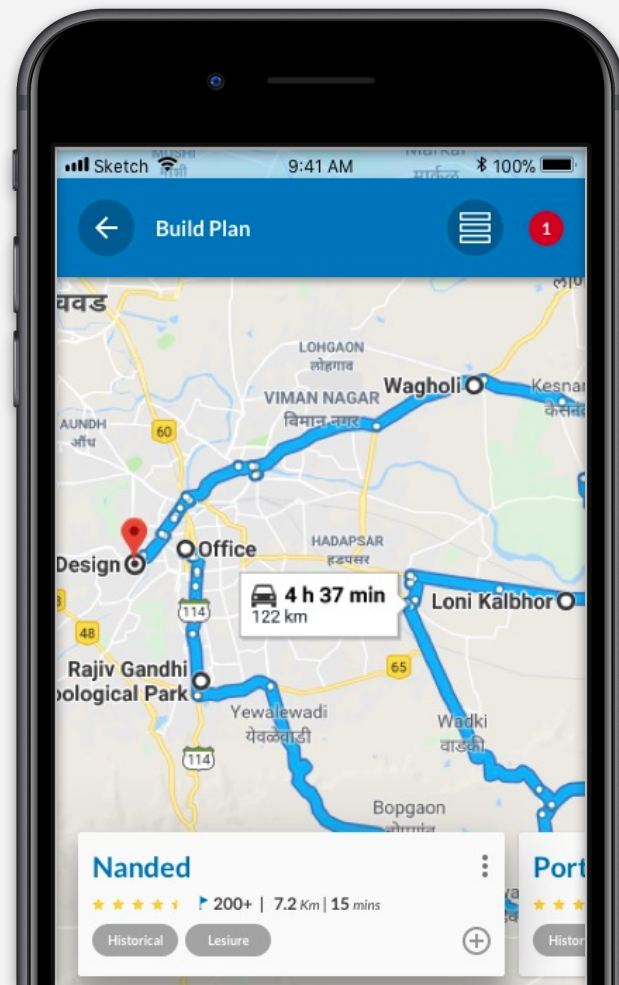 Sketch
9:41 AM
100%
Build Plan
1
चवड
LOHGAON
लोहगाव
Wagholi
VIMAN NAGAR
विमान नगर
AUNDH
औंध
60
Office
Design
HADAPSAR
हडपसर
4 h 37 min
122 km
Loni Kalbhor
114
48
65
Rajiv Gandhi
ological Park
Yewalewadi
येवळेवाडी
Wadki
वाडकी
114
Bopgaon
Nanded
Port
200+ | 7.2 Km | 15 mins
Historical
Lesiure
Histor